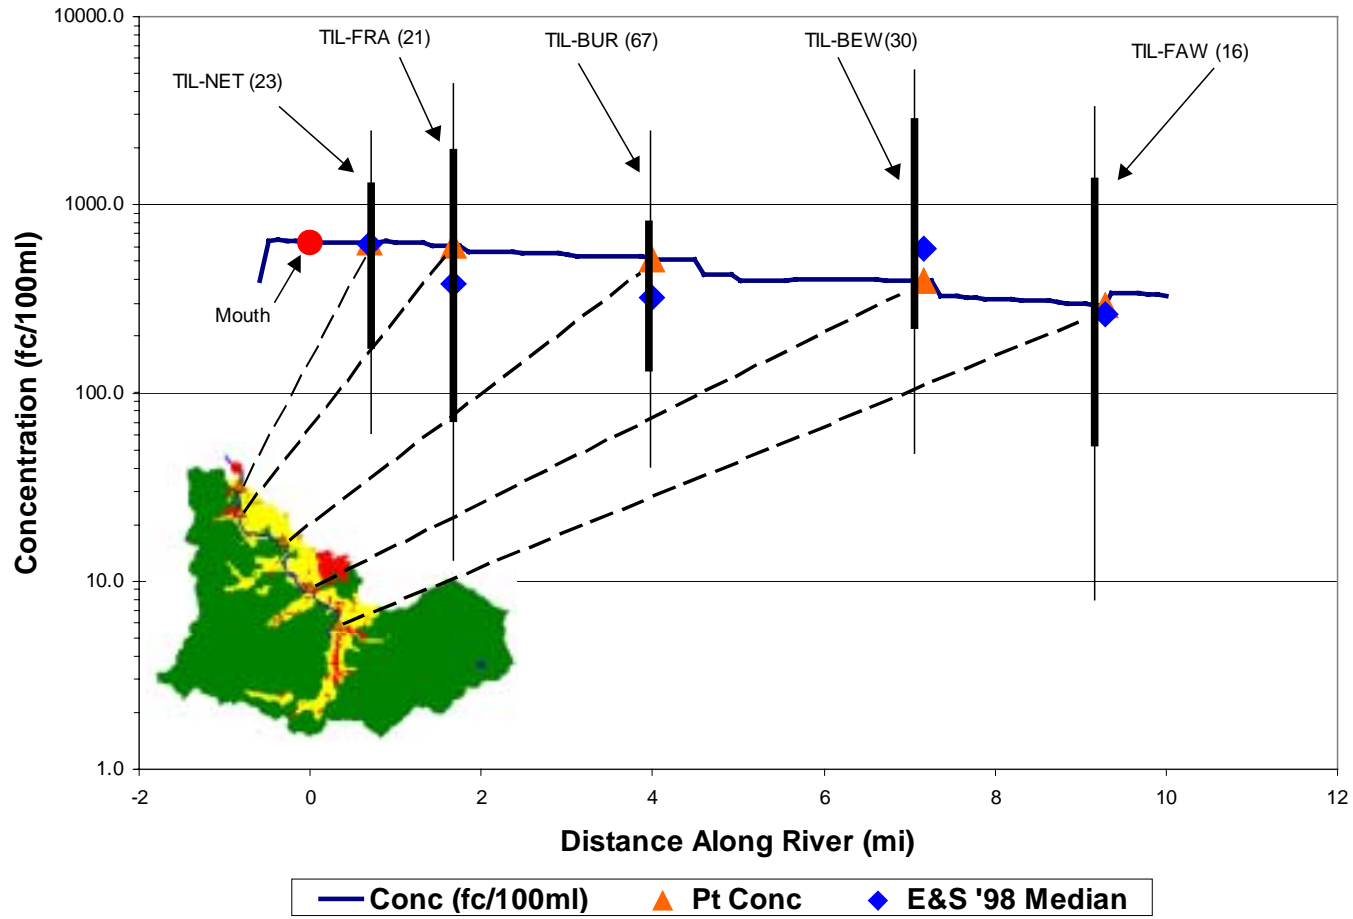 10000.0
TIL-FRA (21)
TIL-BUR (67)
TIL-BEW(30)
TIL-FAW (16)
TIL-NET (23)
1000.0
Mouth
100.0
10.0
1.0
Concentration (fc/100ml)
-2 0 2 4 6 8 10 12
Distance Along River (mi)
Conc (fc/100ml) Pt Conc E&S '98 Median